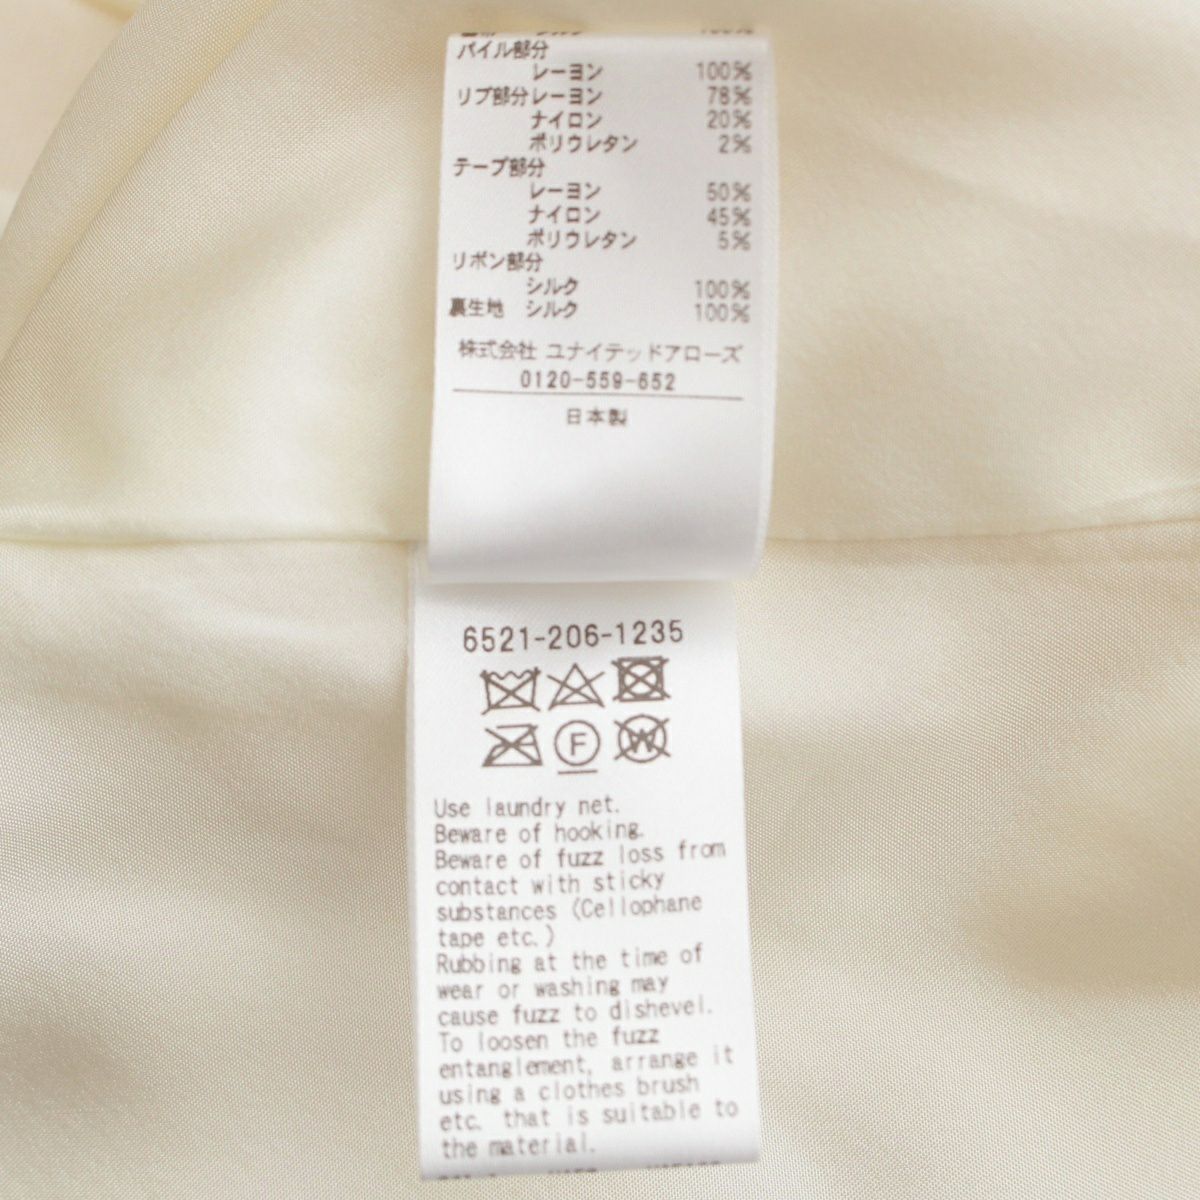 パイル部分
レーヨン 100%
リブ部分 レーヨン 78%
ナイロン 20%
ポリウレタン 2%
テープ部分
レーヨン 50%
ナイロン 45%
ポリウレタン 5%
リボン部分
シルク 100%
裏生地 シルク 100%
株式会社 ユナイテッドアローズ
0120-559-652
日本製
6521-206-1235
F W
Use laundry net.
Beware of hooking.
Beware of fuzz loss from
contact with sticky
substances (Cellophane
tape etc.)
Rubbing at the time of
wear or washing may
cause fuzz to dishevel.
To loosen the fuzz
entanglement, arrange it
using a clothes brush
etc. that is suitable to
the material.